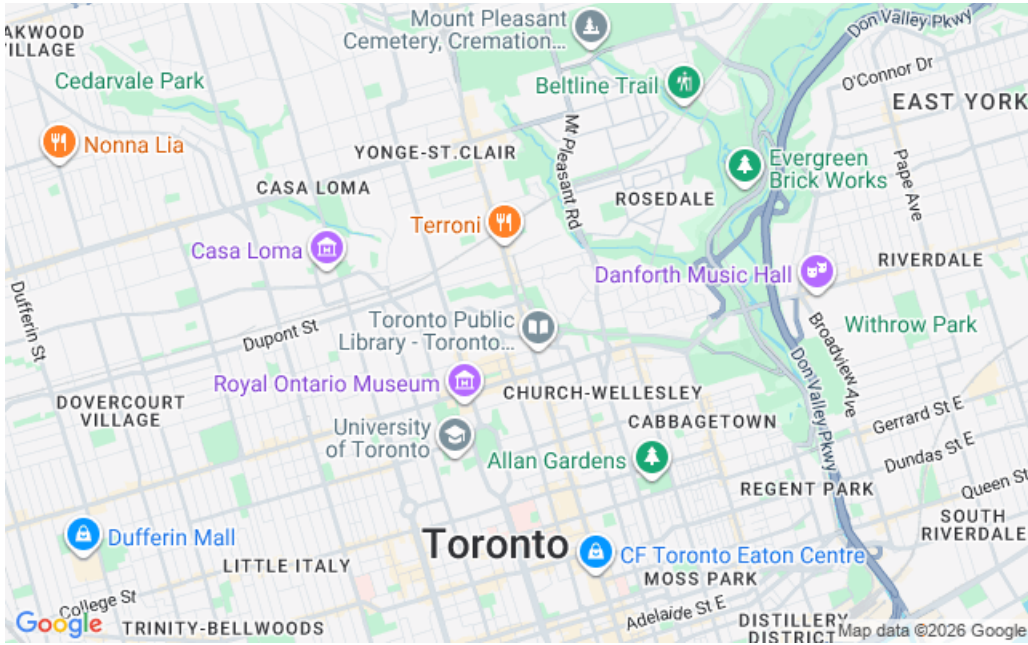 Mount Pleasant
Cemetery, Cremation...
Don Valley Pkwy
AKWOOD
VILLAGE
Cedarvale Park
Beltline Trail
O'Connor Dr
EAST YORK
Nonna Lia
YONGE-ST.CLAIR
Mt Pleasant Rd
Evergreen
Brick Works
Pape Ave
CASA LOMA
ROSEDALE
Terroni
Casa Loma
Danforth Music Hall
RIVERDALE
Dufferin St
Dupont St
Toronto Public
Library - Toronto...
Broadview Ave
Withrow Park
Royal Ontario Museum
CHURCH-WELLESLEY
Don Valley Pkwy
DOVERCOURT
VILLAGE
University
of Toronto
CABBAGETOWN
Gerrard St E
Allan Gardens
Dundas St E
REGENT PARK
Queen St
Dufferin Mall
Toronto
CF Toronto Eaton Centre
SOUTH
RIVERDALE
LITTLE ITALY
MOSS PARK
College St
Adelaide St E
Google
TRINITY-BELLWOODS
DISTILLERY
DISTRICT
Map data ©2026 Google